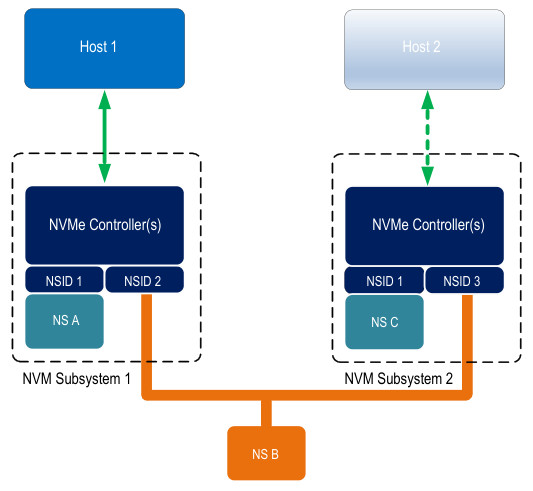 Host 1
Host 2
NVMe Controller(s)
NVMe Controller(s)
NSID 1
NSID 2
NSID 1
NSID 3
NS A
NS C
NVM Subsystem 1
NVM Subsystem 2
NS B